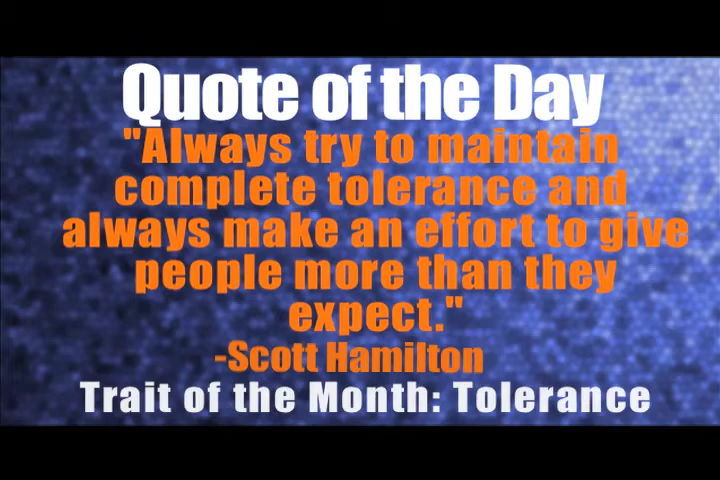 Quote of the Day
"Always try to maintain
complete tolerance and
always make an effort to give
people more than they
expect."
-Scott Hamilton
Trait of the Month: Tolerance